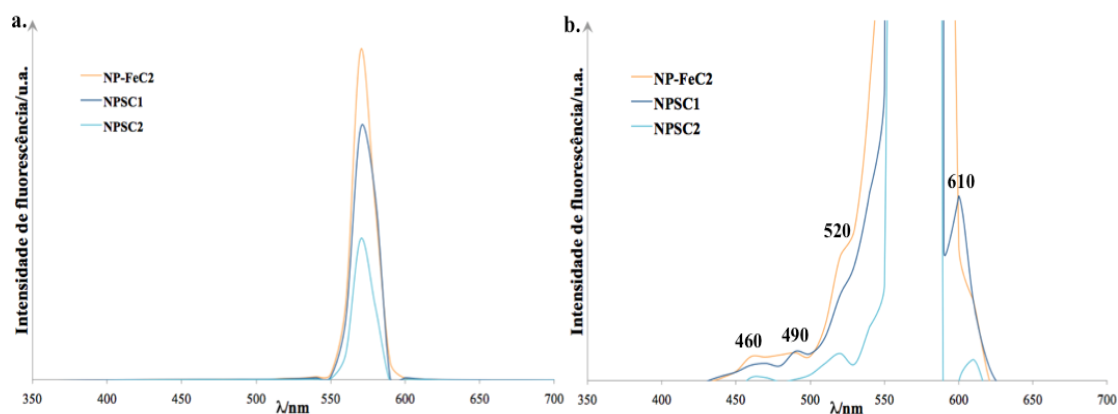 a.
Intensidade de fluorescência/u.a.
NP-FeC2
NPSC1
NPSC2
350 400 450 500 550 600 650 700
λ/nm
b.
Intensidade de fluorescência/u.a.
NP-FeC2
NPSC1
NPSC2
460
490
520
610
350 400 450 500 550 600 650 700
λ/nm